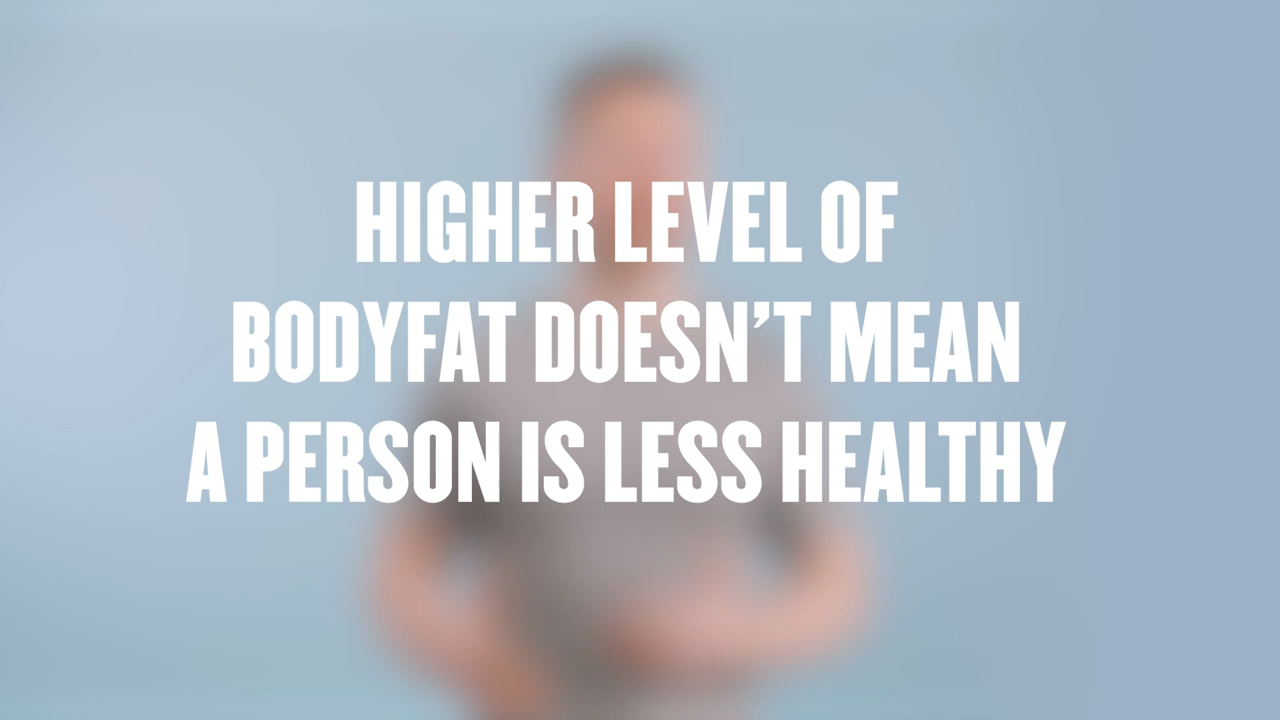 HIGHER LEVEL OF
BODYFAT DOESN’T MEAN
A PERSON IS LESS HEALTHY